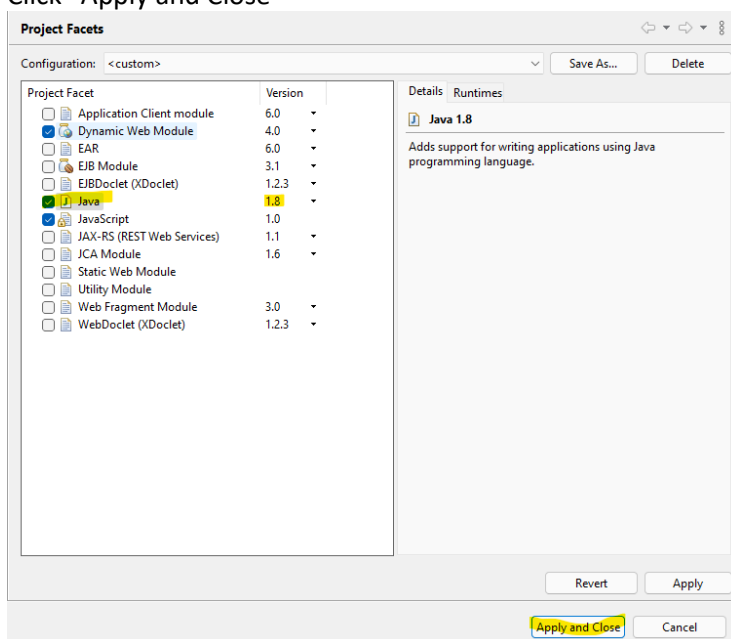 Click "Apply and Close"
Project Facets
Configuration: <custom> Save As... Delete
Project Facet Version
Application Client module 6.0
Dynamic Web Module 4.0
EAR 6.0
EJB Module 3.1
EJBDoclet (XDoclet) 1.2.3
Java 1.8
JavaScript 1.0
JAX-RS (REST Web Services) 1.1
JCA Module 1.6
Static Web Module
Utility Module
Web Fragment Module 3.0
WebDoclet (XDoclet) 1.2.3
Details Runtimes
Java 1.8
Adds support for writing applications using Java
programming language.
Revert Apply
Apply and Close Cancel